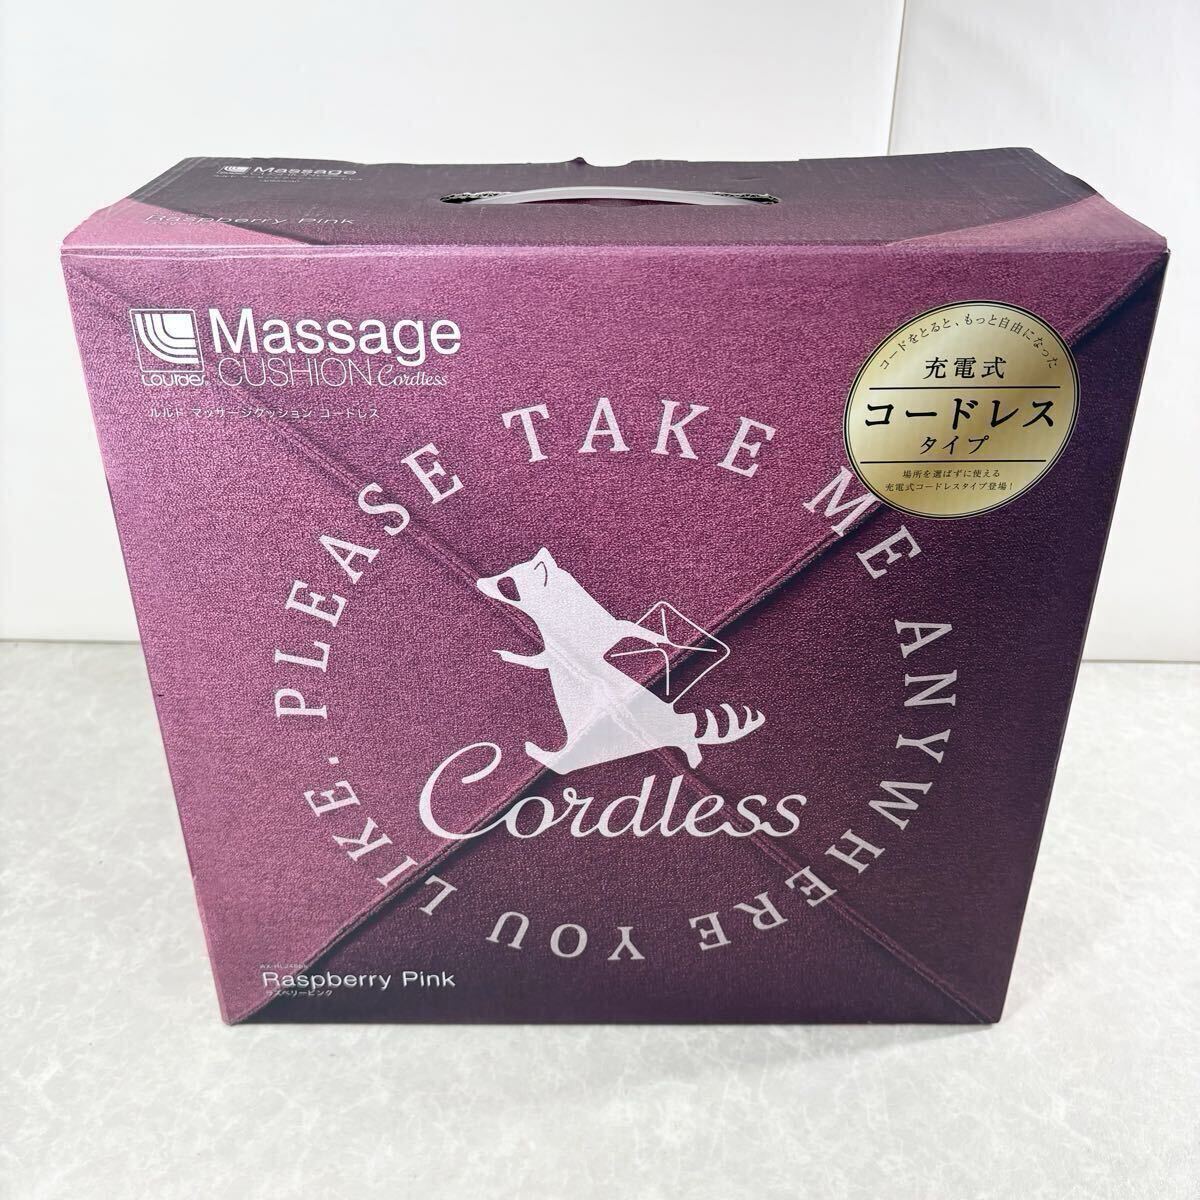 Massage
Raspberry Pink
Lourdes
Massage
CUSHION Cordless
ルルド マッサージクッション コードレス
コードをとると、もっと自由になった
充電式
コードレス
タイプ
場所を選ばずに使える
充電式コードレスタイプ登場!
PLEASE TAKE ME ANYWHERE YOU LIKE.
Cordless
Raspberry Pink
ラズベリーピンク